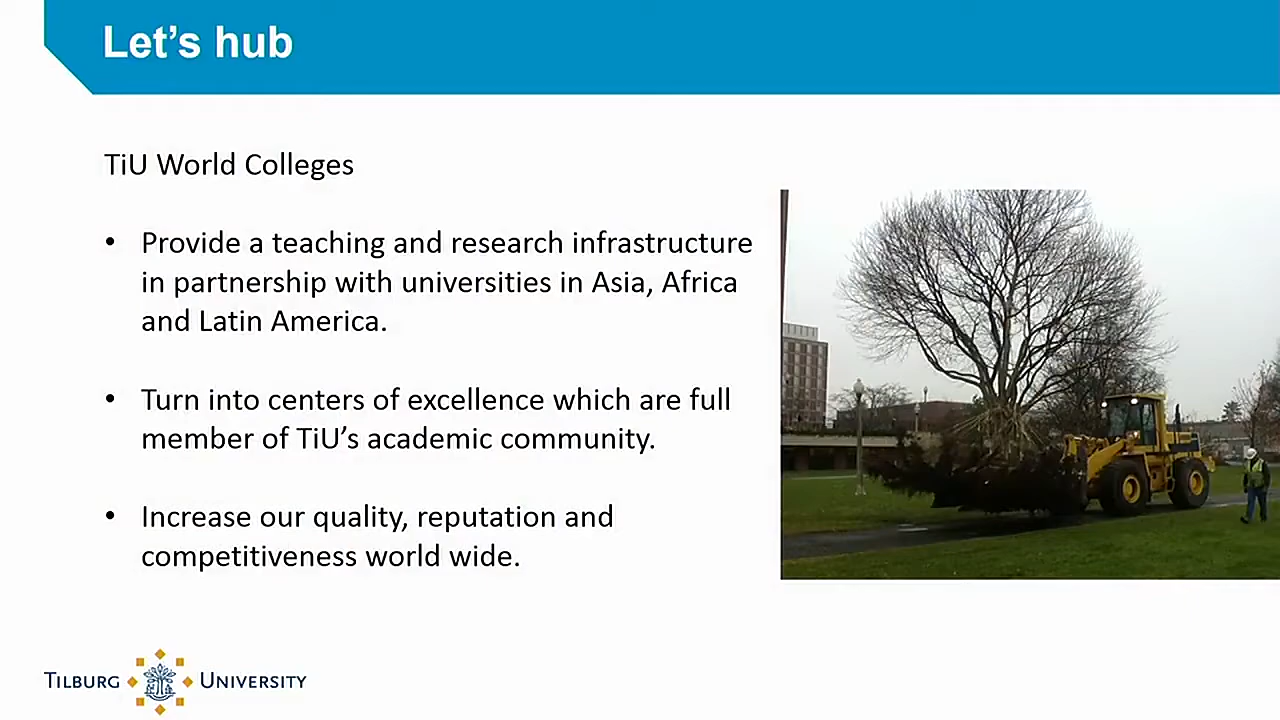 Let's hub
TiU World Colleges
• Provide a teaching and research infrastructure
in partnership with universities in Asia, Africa
and Latin America.
• Turn into centers of excellence which are full
member of TiU's academic community.
• Increase our quality, reputation and
competitiveness world wide.
TILBURG UNIVERSITY